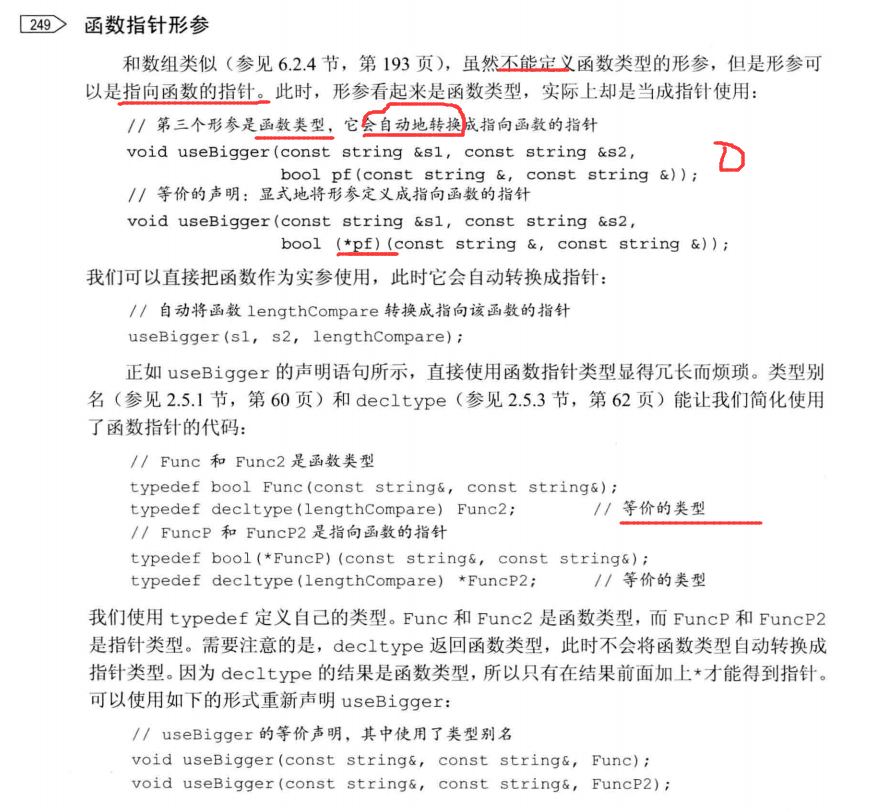 249 函数指针形参
和数组类似（参见 6.2.4 节，第 193 页），虽然不能定义函数类型的形参，但是形参可
以是指向函数的指针。此时，形参看起来是函数类型，实际上却是当成指针使用：
// 第三个形参是函数类型，它会自动地转换成指向函数的指针
void useBigger(const string &s1, const string &s2,
bool pf(const string &, const string &));
// 等价的声明：显式地将形参定义成指向函数的指针
void useBigger(const string &s1, const string &s2,
bool (*pf)(const string &, const string &));
我们可以直接把函数作为实参使用，此时它会自动转换成指针：
// 自动将函数 lengthCompare 转换成指向该函数的指针
useBigger(s1, s2, lengthCompare);
正如 useBigger 的声明语句所示，直接使用函数指针类型显得冗长而烦琐。类型别
名（参见 2.5.1 节，第 60 页）和 decltype（参见 2.5.3 节，第 62 页）能让我们简化使用
了函数指针的代码：
// Func 和 Func2 是函数类型
typedef bool Func(const string&, const string&);
typedef decltype(lengthCompare) Func2; // 等价的类型
// FuncP 和 FuncP2 是指向函数的指针
typedef bool(*FuncP)(const string&, const string&);
typedef decltype(lengthCompare) *FuncP2; // 等价的类型
我们使用 typedef 定义自己的类型。Func 和 Func2 是函数类型，而 FuncP 和 FuncP2
是指针类型。需要注意的是，decltype 返回函数类型，此时不会将函数类型自动转换成
指针类型。因为 decltype 的结果是函数类型，所以只有在结果前面加上*才能得到指针。
可以使用如下的形式重新声明 useBigger：
// useBigger 的等价声明，其中使用了类型别名
void useBigger(const string&, const string&, Func);
void useBigger(const string&, const string&, FuncP2);